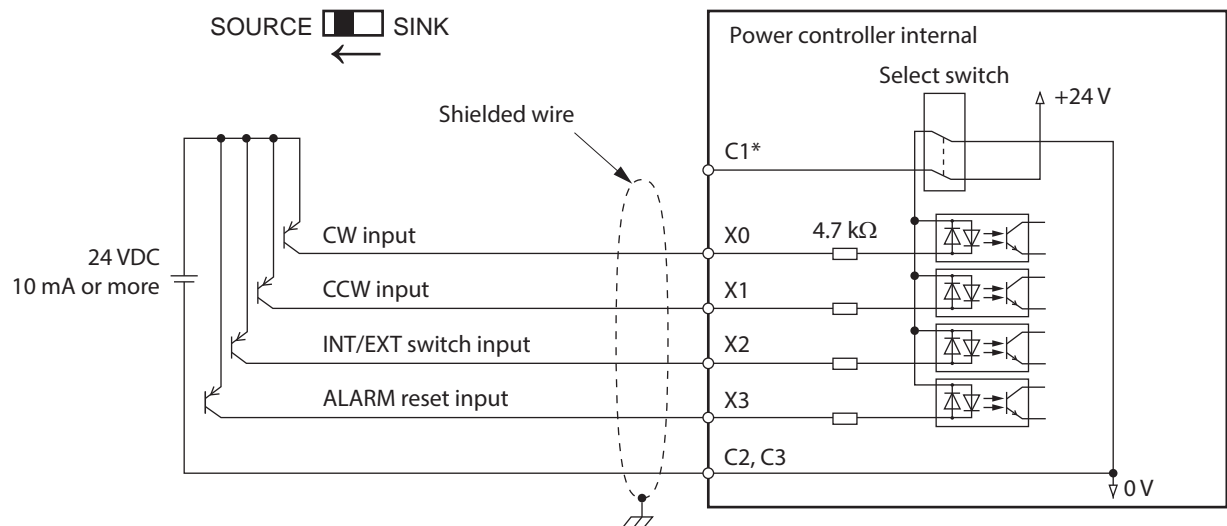 SOURCE SINK
Power controller internal
Select switch
+24 V
Shielded wire
C1*
CW input
X0
4.7 kΩ
24 VDC
10 mA or more
CCW input
X1
INT/EXT switch input
X2
ALARM reset input
X3
C2, C3
0 V